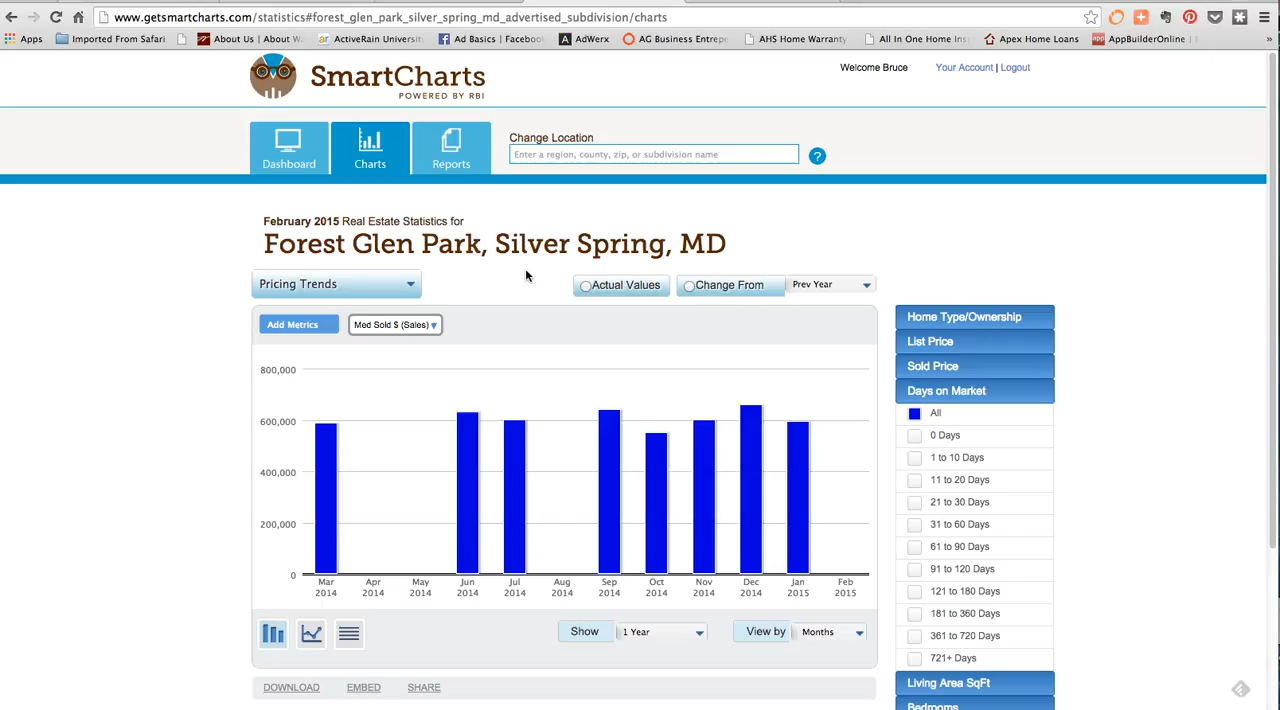 www.getsmartcharts.com/statistics#forest_glen_park_silver_spring_md_advertised_subdivision/charts
Apps Imported From Safari About Us | About Wa ActiveRain Universit Ad Basics | Facebook AdWerx AG Business Entrepr AHS Home Warranty All In One Home Ins Apex Home Loans AppBuilderOnline | »
SmartCharts
POWERED BY RBI
Welcome Bruce Your Account | Logout
Dashboard
Charts
Reports
Change Location
Enter a region, county, zip, or subdivision name
?
February 2015 Real Estate Statistics for
Forest Glen Park, Silver Spring, MD
Pricing Trends
Actual Values
Change From
Prev Year
Add Metrics
Med Sold $ (Sales)
800,000
600,000
400,000
200,000
0
Mar 2014
Apr 2014
May 2014
Jun 2014
Jul 2014
Aug 2014
Sep 2014
Oct 2014
Nov 2014
Dec 2014
Jan 2015
Feb 2015
Show
1 Year
View by
Months
DOWNLOAD
EMBED
SHARE
Home Type/Ownership
List Price
Sold Price
Days on Market
All
0 Days
1 to 10 Days
11 to 20 Days
21 to 30 Days
31 to 60 Days
61 to 90 Days
91 to 120 Days
121 to 180 Days
181 to 360 Days
361 to 720 Days
721+ Days
Living Area SqFt
Bedrooms